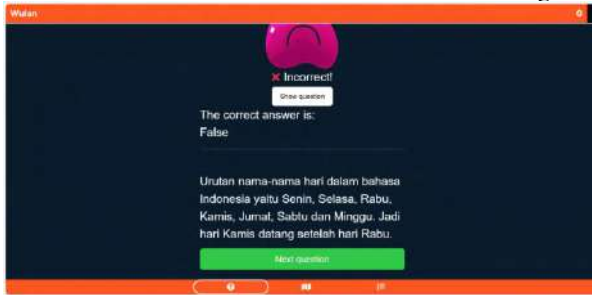 Wulan
0
Incorrect!
Show question
The correct answer is:
False
Urutan nama-nama hari dalam bahasa
Indonesia yaitu Senin, Selasa, Rabu,
Kamis, Jumat, Sabtu dan Minggu. Jadi
hari Kamis datang setelah hari Rabu.
Next question